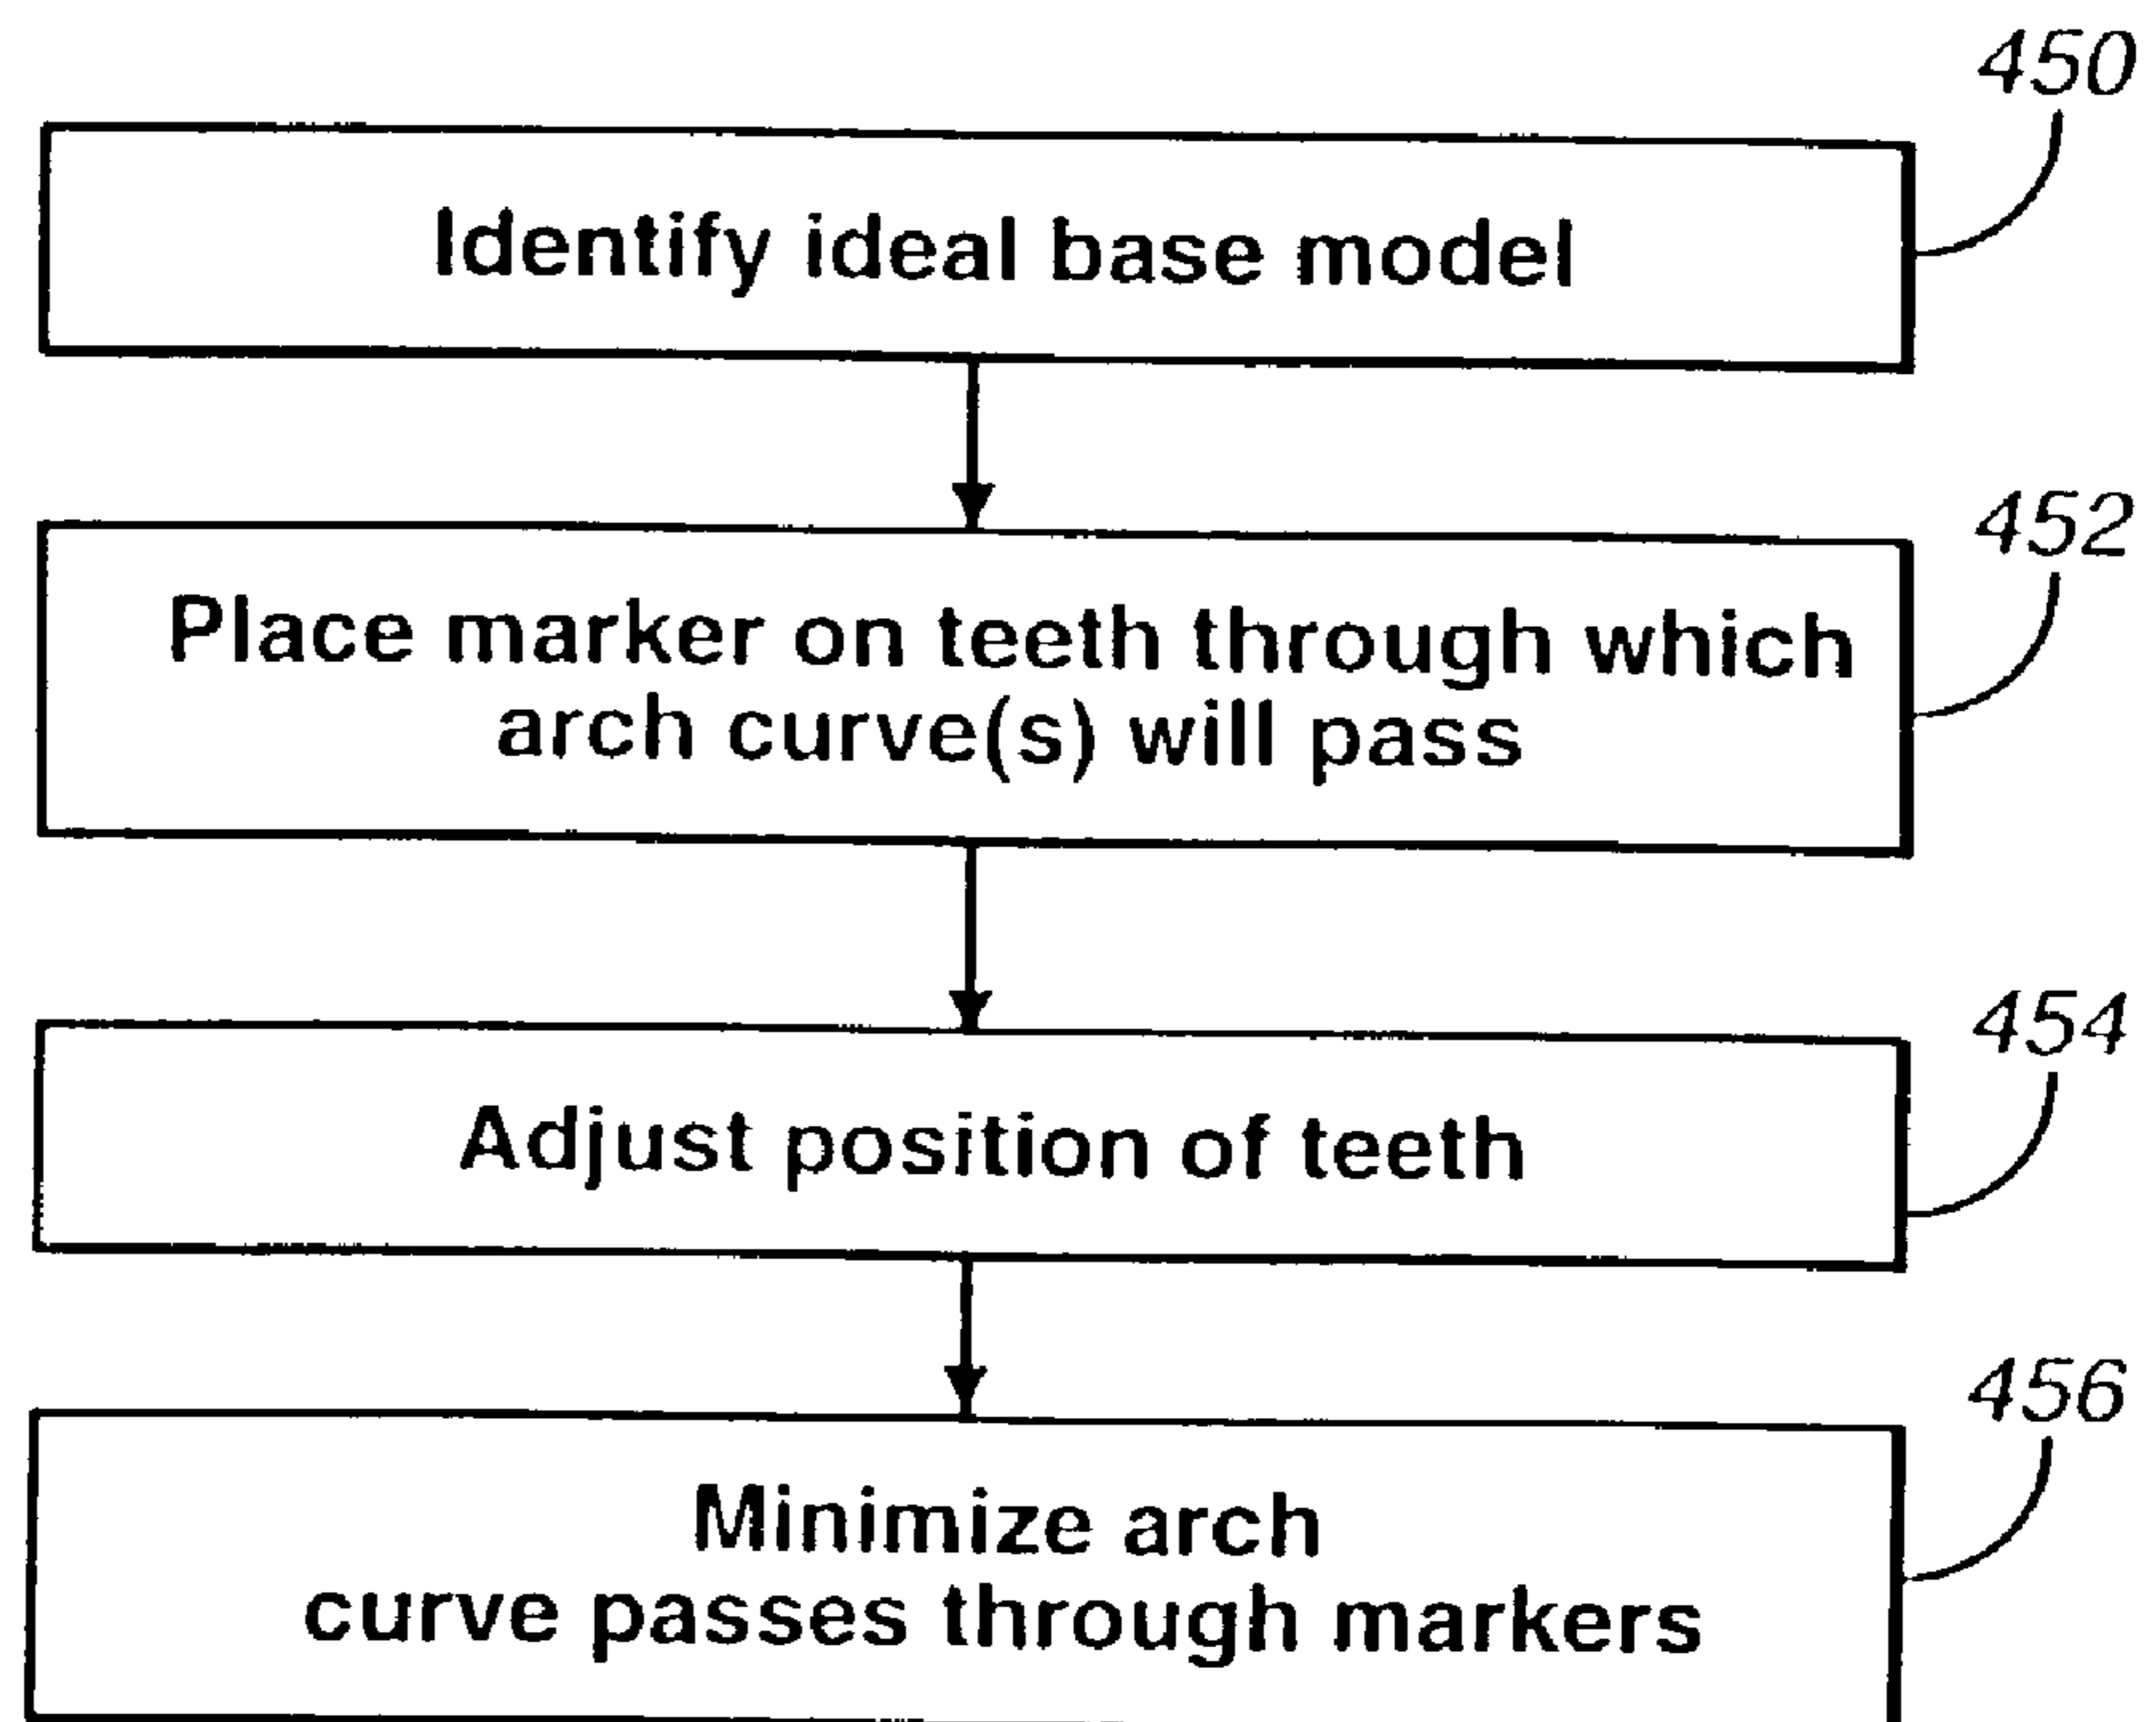 450
Identify ideal base model
452
Place marker on teeth through which
arch curve(s) will pass
454
Adjust position of teeth
456
Minimize arch
curve passes through markers